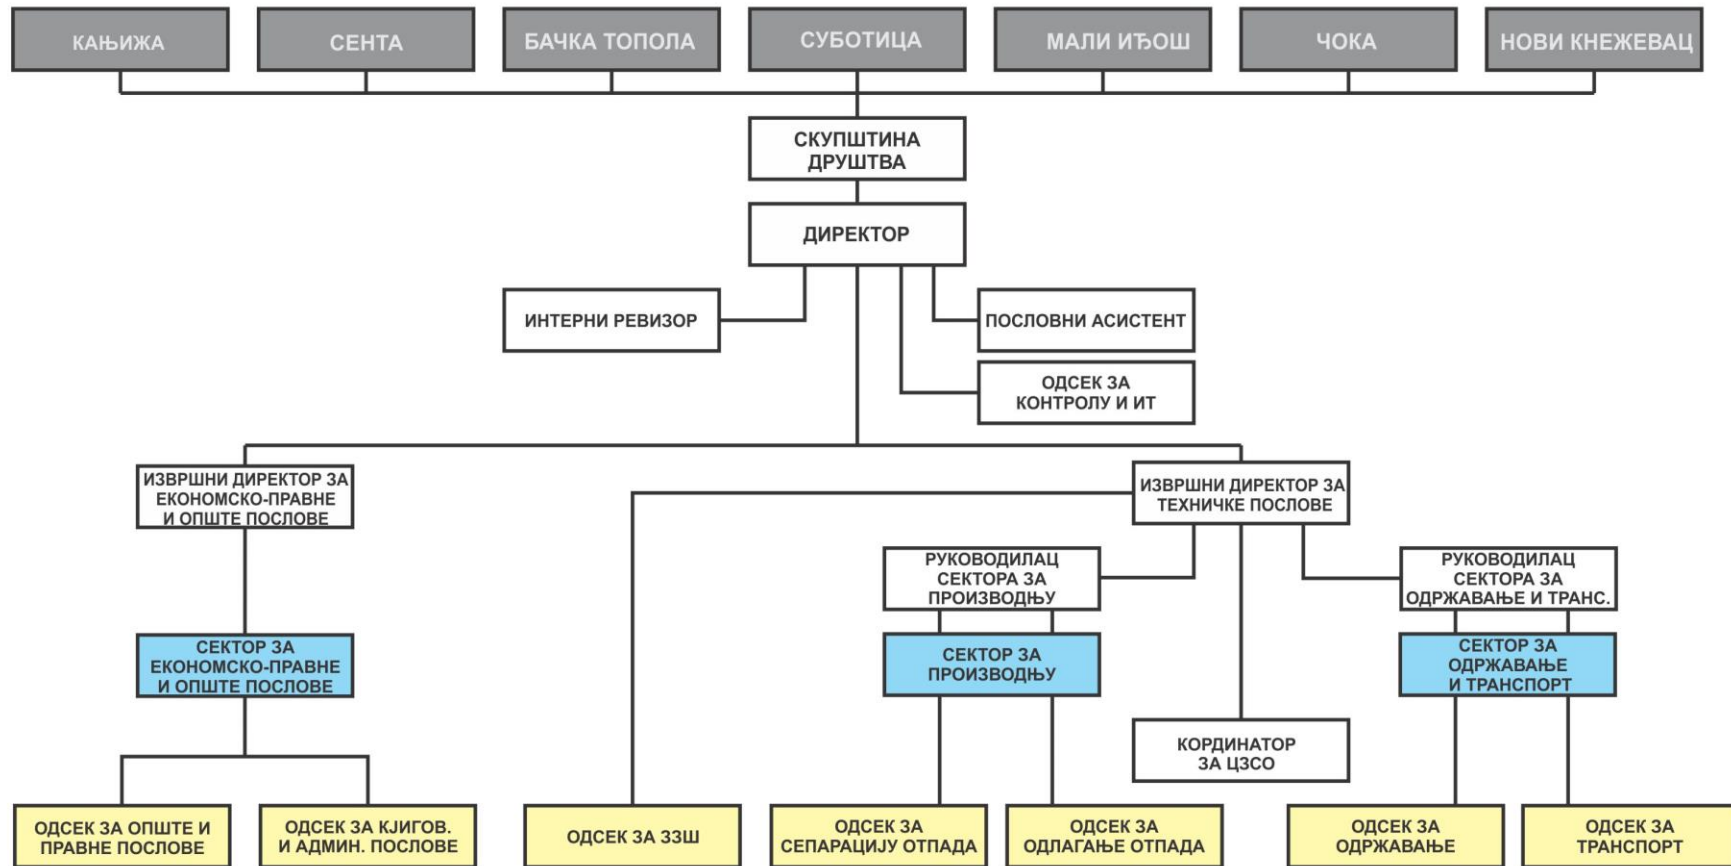 КАЊИЖА
СЕНТА
БАЧКА ТОПОЛА
СУБОТИЦА
МАЛИ ИЂОШ
ЧОКА
НОВИ КНЕЖЕВАЦ
СКУПШТИНА
ДРУШТВА
ДИРЕКТОР
ИНТЕРНИ РЕВИЗОР
ПОСЛОВНИ АСИСТЕНТ
ОДСЕК ЗА
КОНТРОЛУ И ИТ
ИЗВРШНИ ДИРЕКТОР ЗА
ЕКОНОМСКО-ПРАВНЕ
И ОПШТЕ ПОСЛОВЕ
ИЗВРШНИ ДИРЕКТОР ЗА
ТЕХНИЧКЕ ПОСЛОВЕ
РУКОВОДИЛАЦ
СЕКТОРА ЗА
ПРОИЗВОДЊУ
РУКОВОДИЛАЦ
СЕКТОРА ЗА
ОДРЖАВАЊЕ И ТРАНС.
СЕКТОР ЗА
ЕКОНОМСКО-ПРАВНЕ
И ОПШТЕ ПОСЛОВЕ
СЕКТОР ЗА
ПРОИЗВОДЊУ
СЕКТОР ЗА
ОДРЖАВАЊЕ
И ТРАНСПОРТ
КОРДИНАТОР
ЗА ЦЗСО
ОДСЕК ЗА ОПШТЕ И
ПРАВНЕ ПОСЛОВЕ
ОДСЕК ЗА КЈИГОВ.
И АДМИН. ПОСЛОВЕ
ОДСЕК ЗА ЗЗШ
ОДСЕК ЗА
СЕПАРАЦИЈУ ОТПАДА
ОДСЕК ЗА
ОДЛАГАЊЕ ОТПАДА
ОДСЕК ЗА
ОДРЖАВАЊЕ
ОДСЕК ЗА
ТРАНСПОРТ